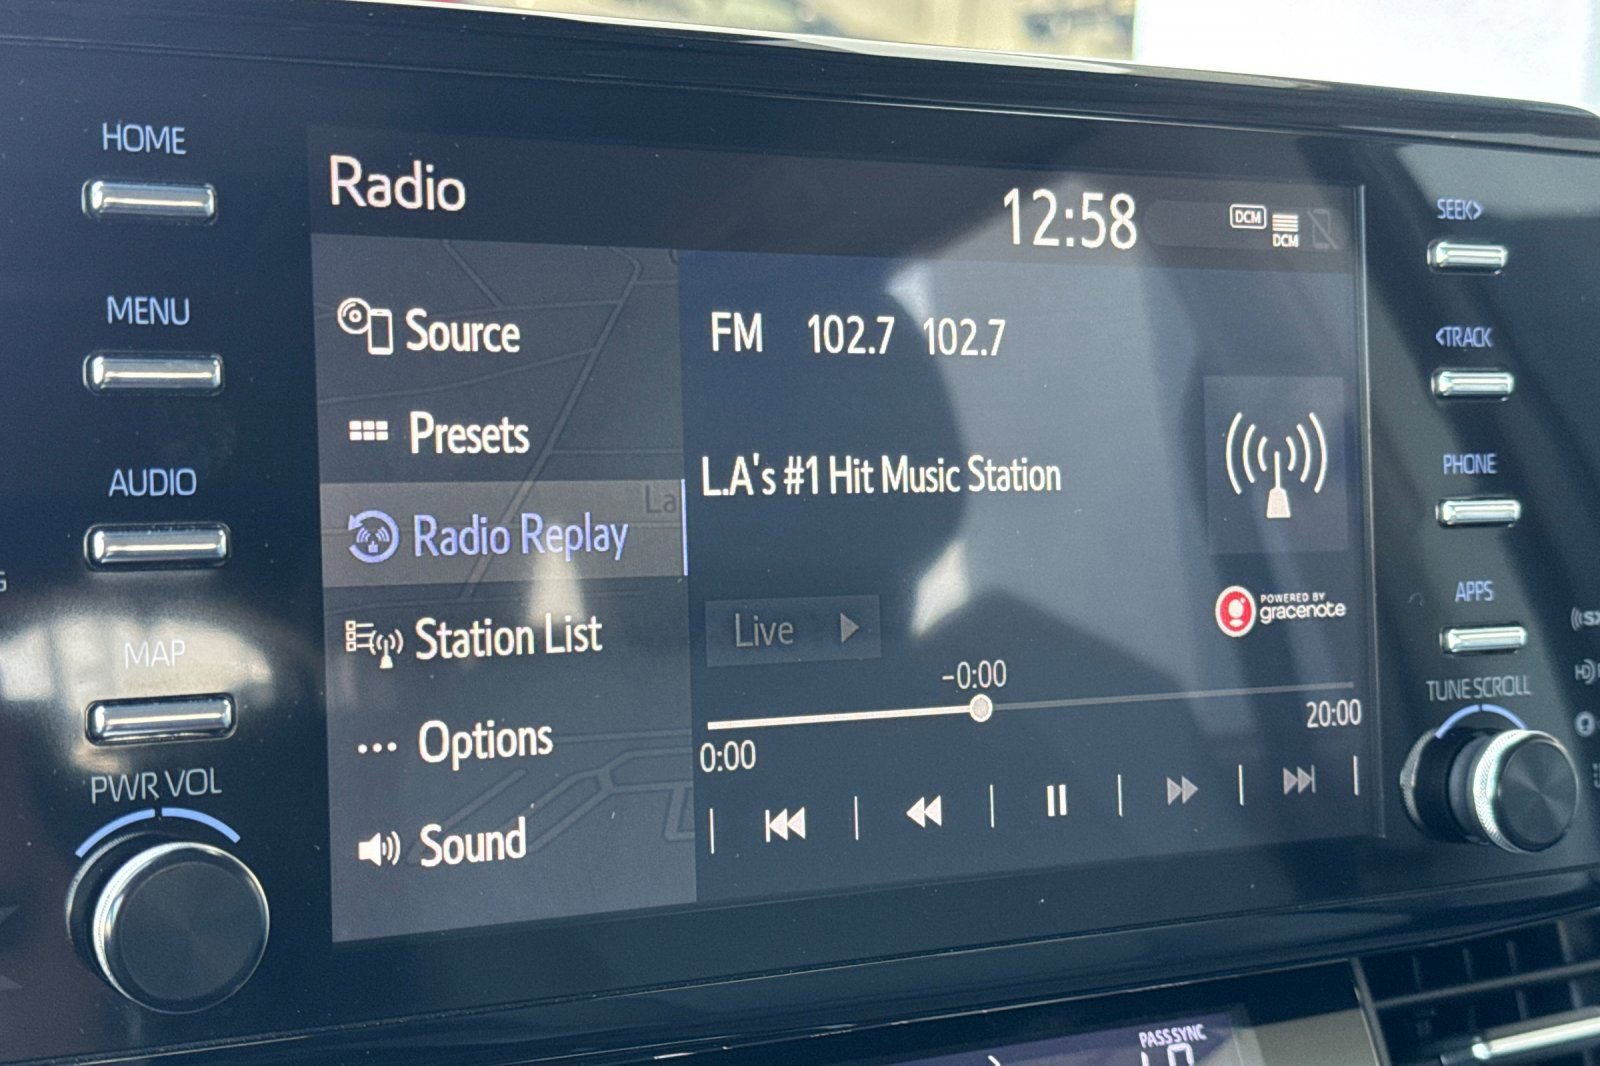 HOME
MENU
AUDIO
MAP
PWR VOL
Radio
12:58
DCM
DCM
Source
Presets
La
Radio Replay
Station List
Options
Sound
FM 102.7 102.7
L.A's #1 Hit Music Station
POWERED BY
gracenote
Live
-0:00
0:00
20:00
SEEK>
<TRACK
PHONE
APPS
TUNE SCROLL
PASS SYNC